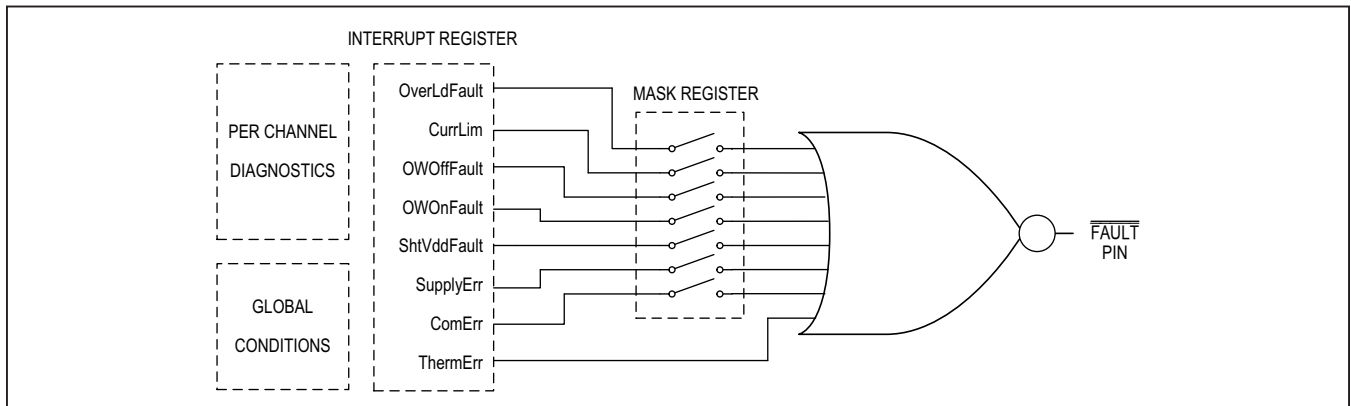 INTERRUPT REGISTER
PER CHANNEL
DIAGNOSTICS
GLOBAL
CONDITIONS
OverLdFault
CurrLim
OWOffFault
OWOnFault
ShtVddFault
SupplyErr
ComErr
ThermErr
MASK REGISTER
FAULT
PIN